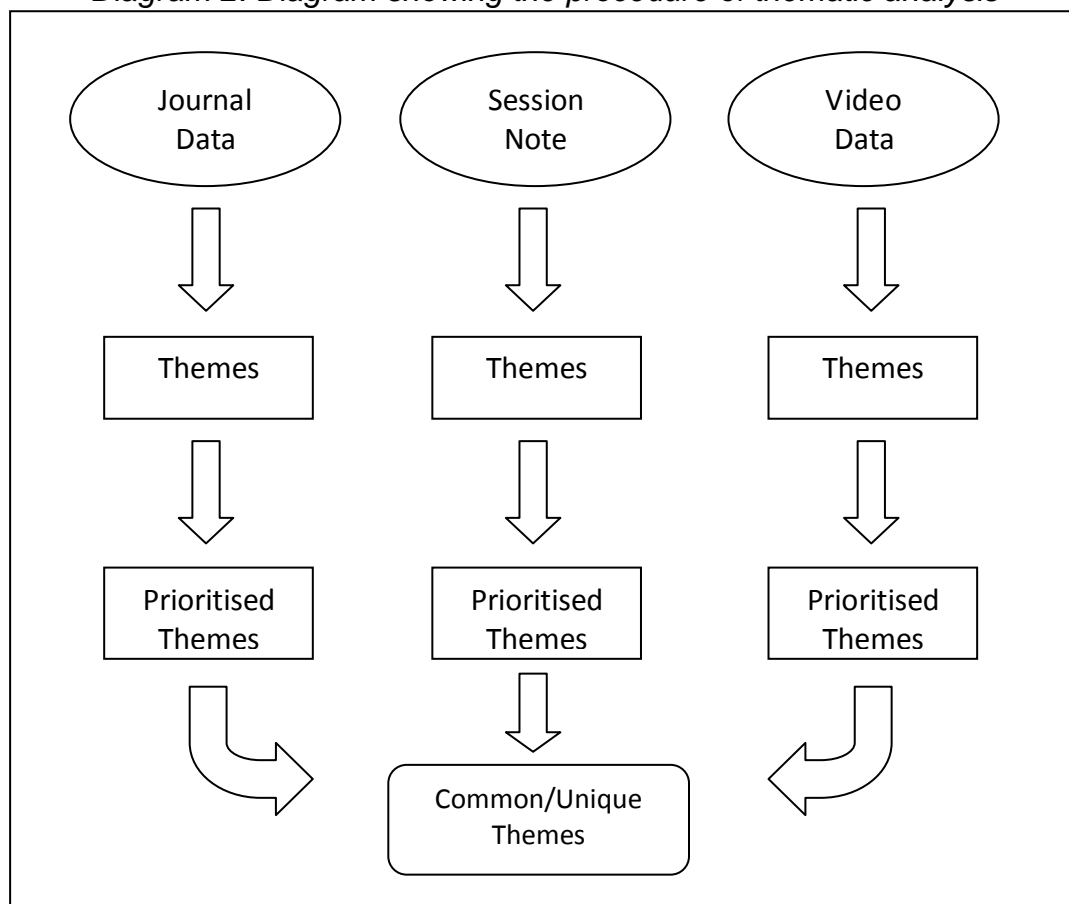 Diagram 2: Diagram showing the procedure of thematic analysis
Journal
Data
Session
Note
Video
Data
Themes
Themes
Themes
Prioritised
Themes
Prioritised
Themes
Prioritised
Themes
Common/Unique
Themes